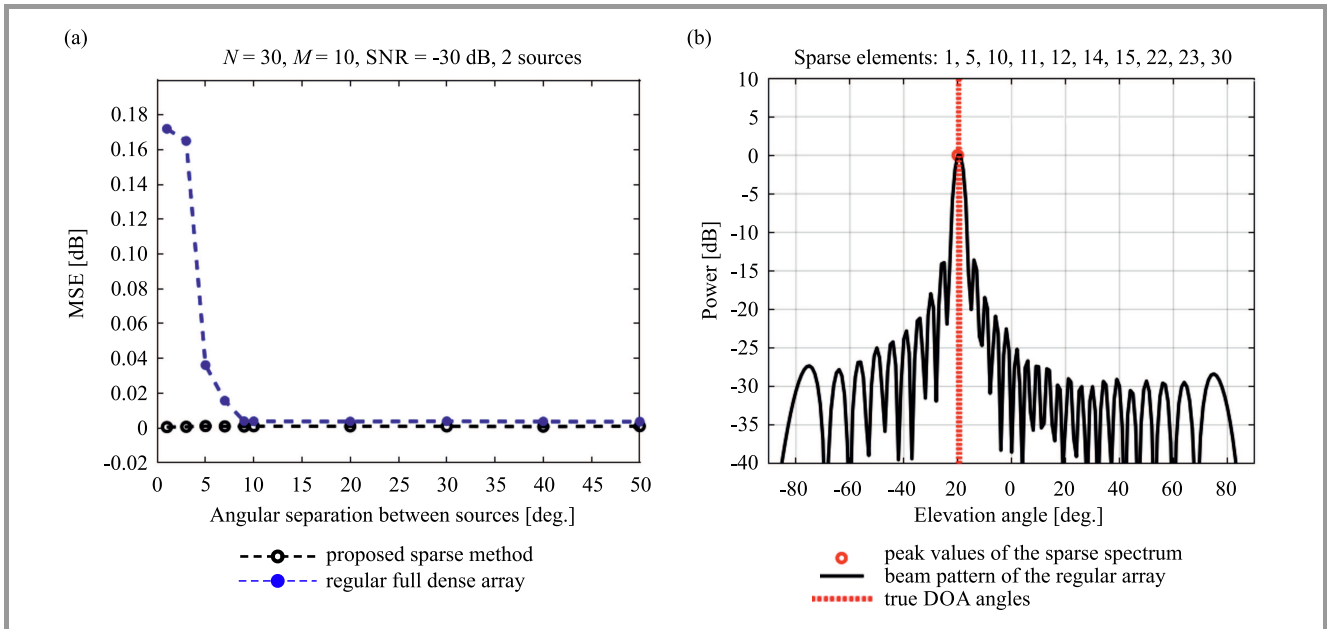 (a)
N = 30, M = 10, SNR = -30 dB, 2 sources
0.18
0.16
0.14
0.12
0.10
0.08
0.06
0.04
0.02
0
-0.02
MSE [dB]
0 5 10 15 20 25 30 35 40 45 50
Angular separation between sources [deg.]
proposed sparse method
regular full dense array
(b)
Sparse elements: 1, 5, 10, 11, 12, 14, 15, 22, 23, 30
10
5
0
-5
-10
-15
-20
-25
-30
-35
-40
Power [dB]
-80 -60 -40 20 0 20 40 60 80
Elevation angle [deg.]
peak values of the sparse spectrum
beam pattern of the regular array
true DOA angles